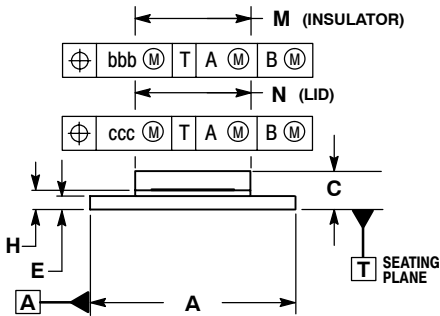 M (INSULATOR)
⌖ bbb Ⓜ T A Ⓜ B Ⓜ
N (LID)
⌖ ccc Ⓜ T A Ⓜ B Ⓜ
C
H
E
T SEATING
PLANE
A
A